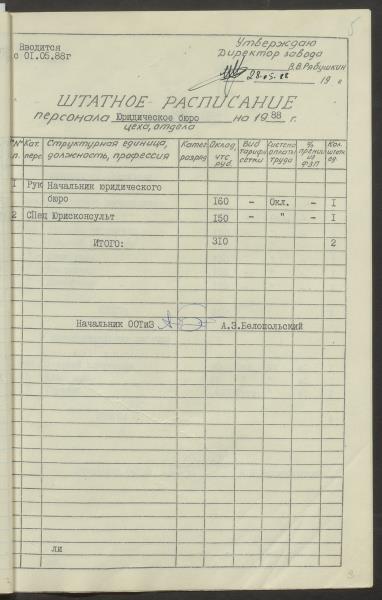 5
Вводится
с 01.05.88г
Утверждаю
Директор завода
В.В.Рябушкин
28.05.88 19 г
ШТАТНОЕ РАСПИСАНИЕ
персонала Юридическое бюро на 1988 г.
цеха, отдела
№ п. Кат. перс Структурная единица, должность, профессия Катег. разряд Оклад, чтс руб. Вид тарифн сетки Система оплаты труда % премии из ФЗП Кол. штат. ед.
1 Рук Начальник юридического
бюро 160 – Окл. – 1
2 СПец Юрисконсульт 150 – " – 1
ИТОГО: 310 2
Начальник ООТиЗ А.З.Белопольский
ли